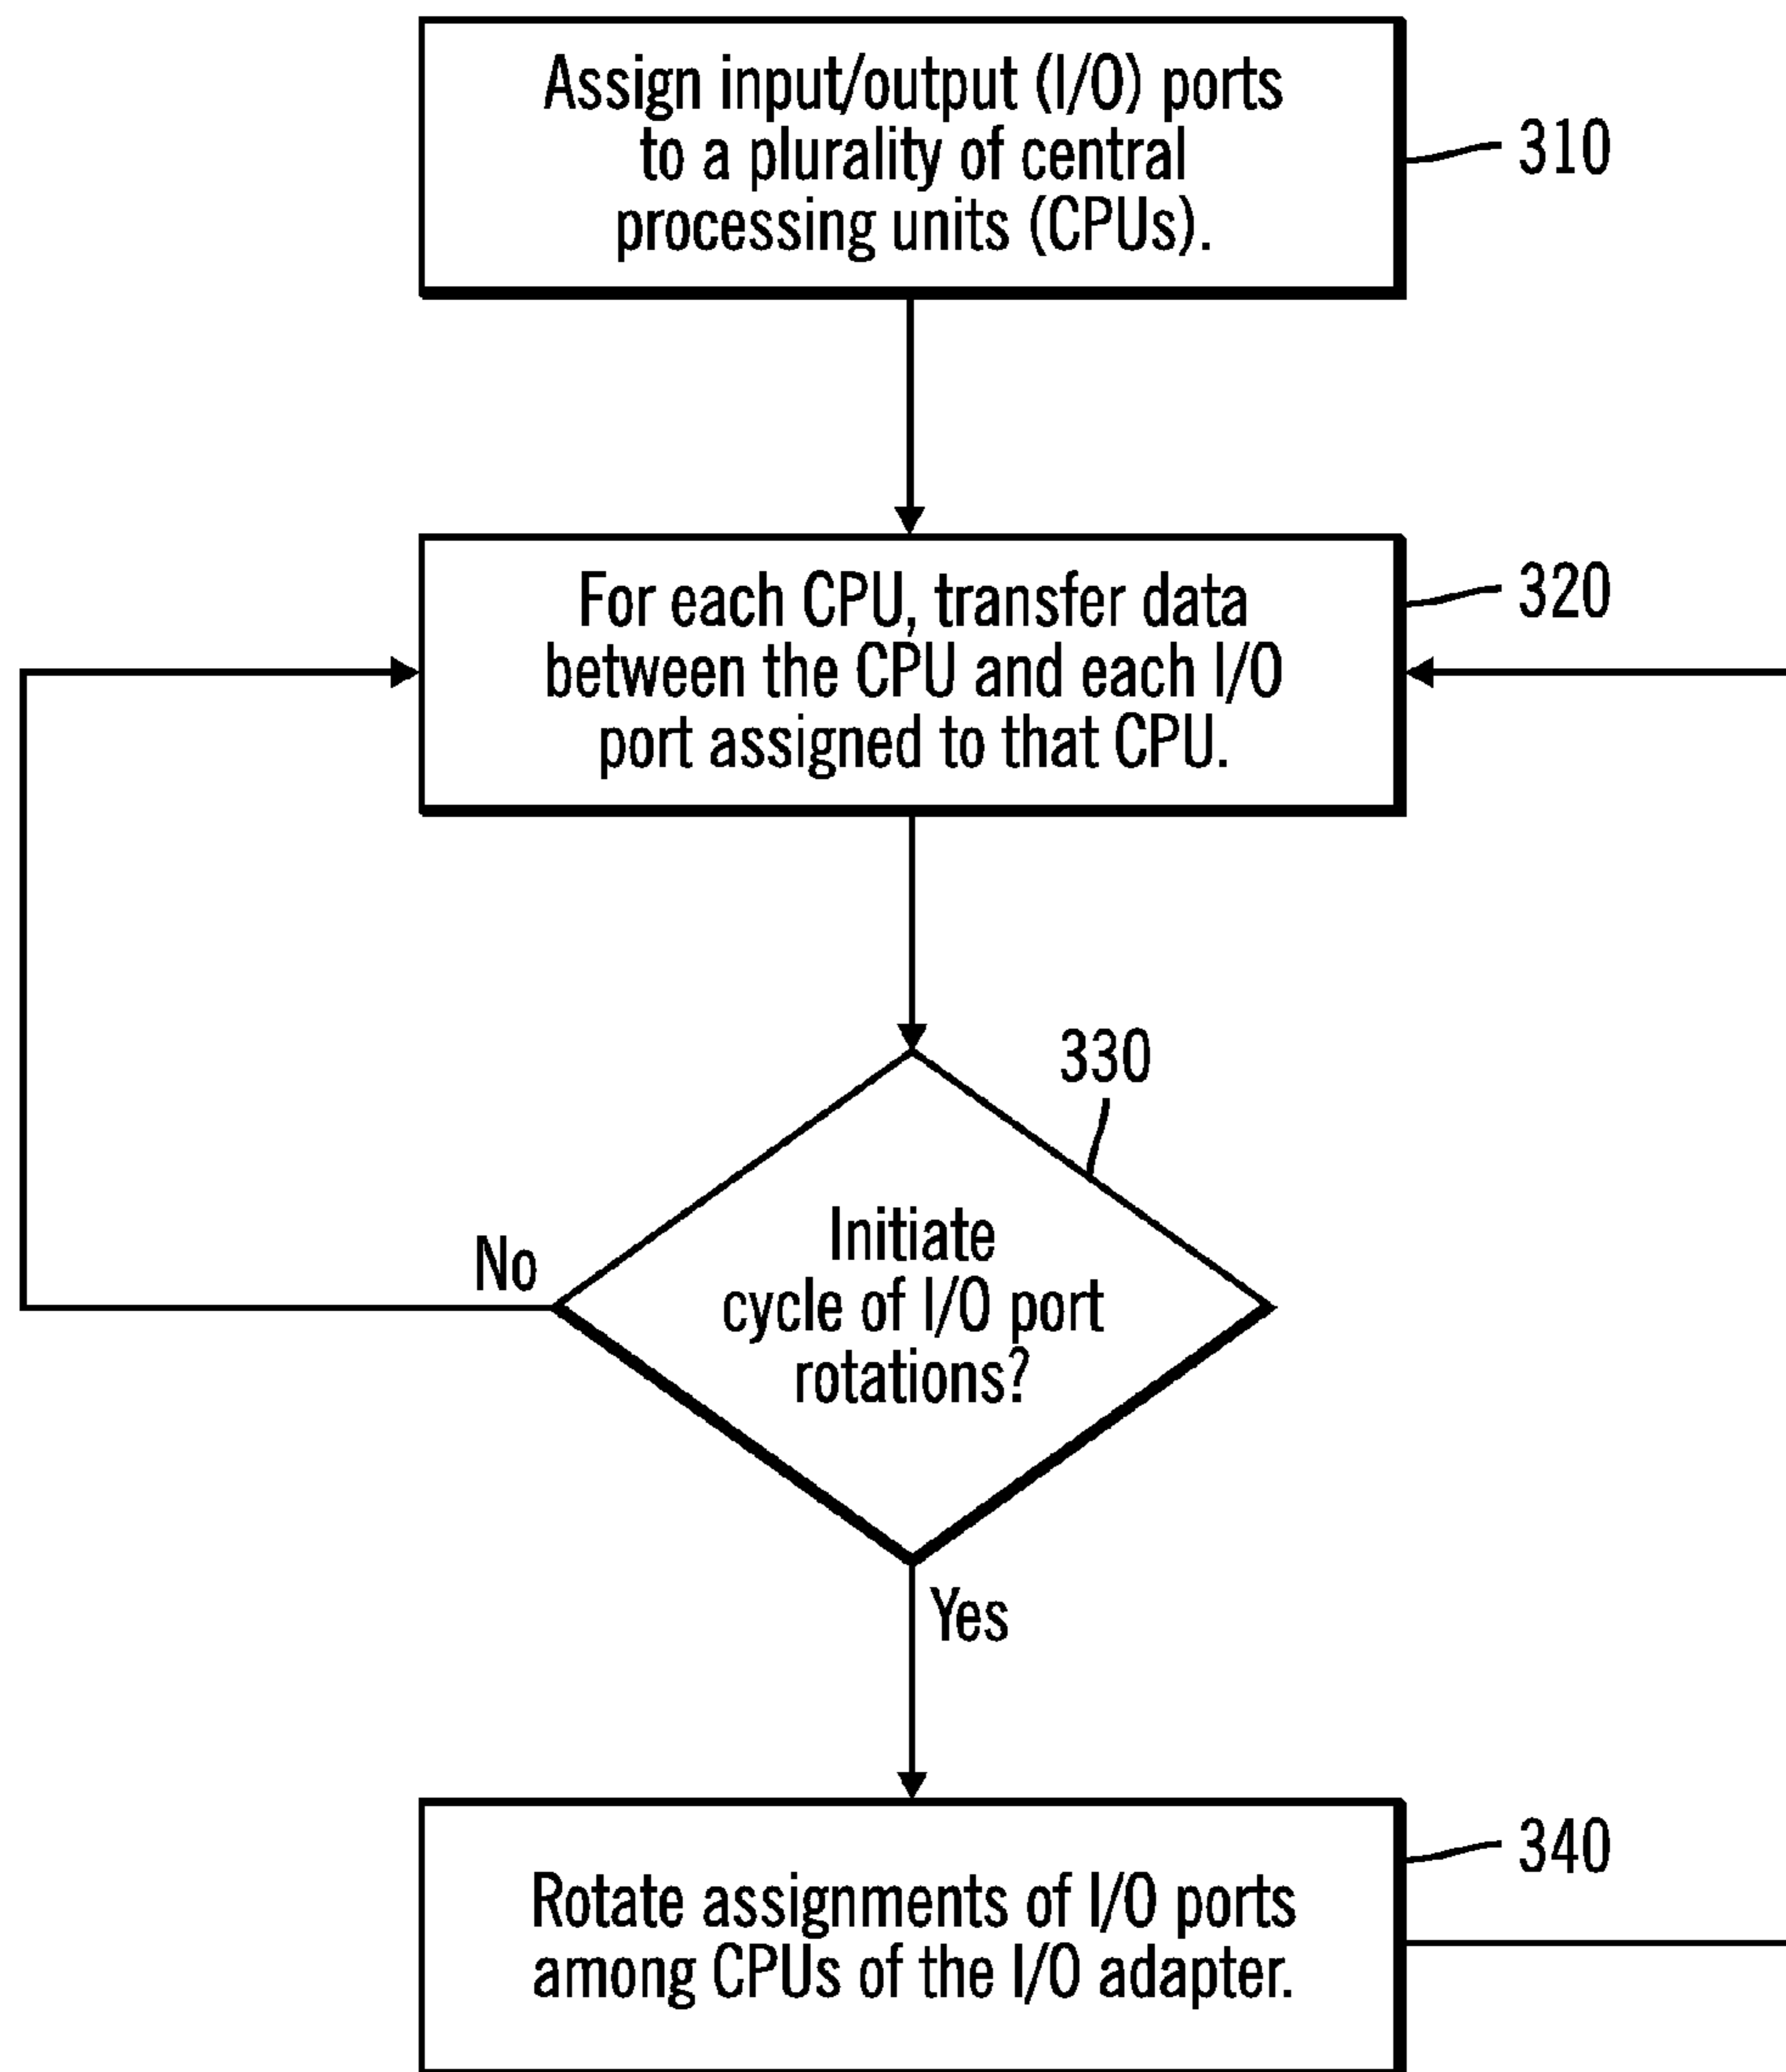 Assign input/output (I/O) ports
to a plurality of central
processing units (CPUs).
310
For each CPU, transfer data
between the CPU and each I/O
port assigned to that CPU.
320
330
Initiate
cycle of I/O port
rotations?
No
Yes
Rotate assignments of I/O ports
among CPUs of the I/O adapter.
340